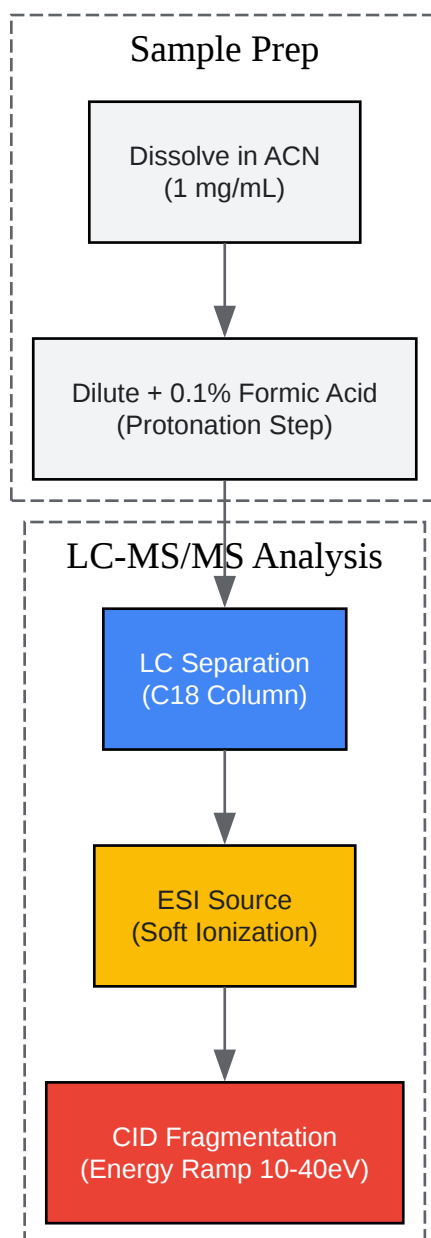 Sample Prep
Dissolve in ACN
(1 mg/mL)
Dilute + 0.1% Formic Acid
(Protonation Step)
LC-MS/MS Analysis
LC Separation
(C18 Column)
ESI Source
(Soft Ionization)
CID Fragmentation
(Energy Ramp 10-40eV)